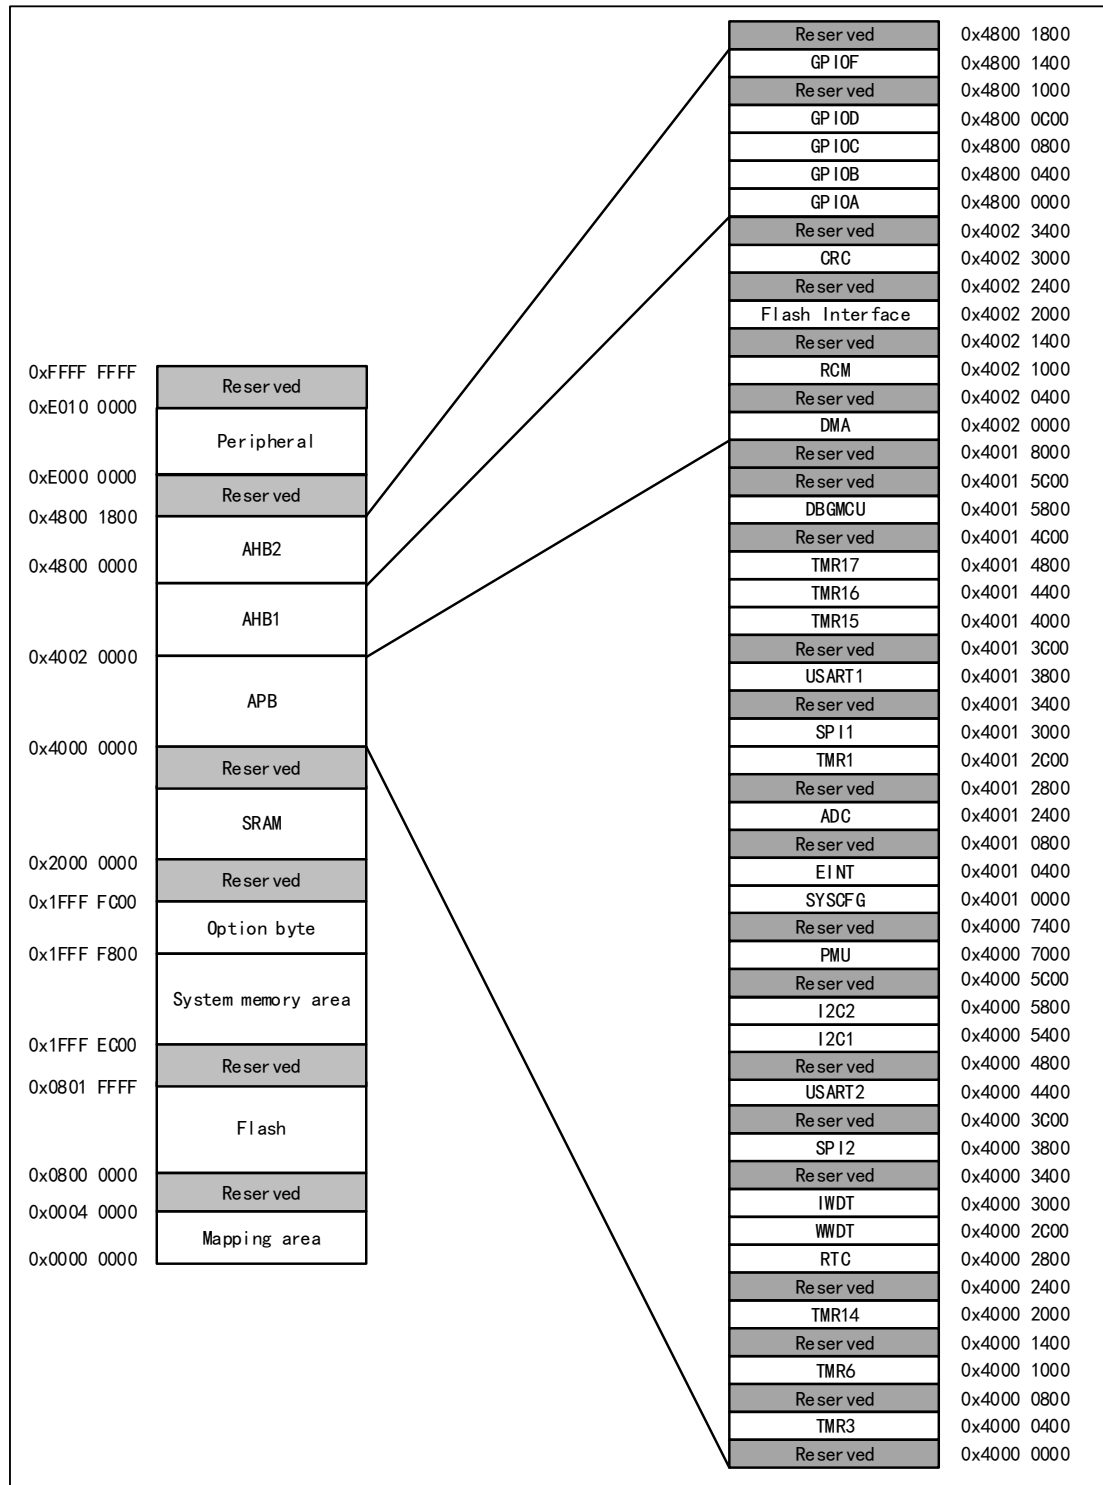 0xFFFF FFFF
Reserved
0xE010 0000
Peripheral
0xE000 0000
Reserved
0x4800 1800
AHB2
0x4800 0000
AHB1
0x4002 0000
APB
0x4000 0000
Reserved
SRAM
0x2000 0000
Reserved
0x1FFF FC00
Option byte
0x1FFF F800
System memory area
0x1FFF EC00
Reserved
0x0801 FFFF
Flash
0x0800 0000
Reserved
0x0004 0000
Mapping area
0x0000 0000
Reserved 0x4800 1800
GPIOF 0x4800 1400
Reserved 0x4800 1000
GPIOD 0x4800 0C00
GPIOC 0x4800 0800
GPIOB 0x4800 0400
GPIOA 0x4800 0000
Reserved 0x4002 3400
CRC 0x4002 3000
Reserved 0x4002 2400
Flash Interface 0x4002 2000
Reserved 0x4002 1400
RCM 0x4002 1000
Reserved 0x4002 0400
DMA 0x4002 0000
Reserved 0x4001 8000
Reserved 0x4001 5C00
DBGMCU 0x4001 5800
Reserved 0x4001 4C00
TMR17 0x4001 4800
TMR16 0x4001 4400
TMR15 0x4001 4000
Reserved 0x4001 3C00
USART1 0x4001 3800
Reserved 0x4001 3400
SPI1 0x4001 3000
TMR1 0x4001 2C00
Reserved 0x4001 2800
ADC 0x4001 2400
Reserved 0x4001 0800
EINT 0x4001 0400
SYSCFG 0x4001 0000
Reserved 0x4000 7400
PMU 0x4000 7000
Reserved 0x4000 5C00
I2C2 0x4000 5800
I2C1 0x4000 5400
Reserved 0x4000 4800
USART2 0x4000 4400
Reserved 0x4000 3C00
SPI2 0x4000 3800
Reserved 0x4000 3400
IWDT 0x4000 3000
WWDT 0x4000 2C00
RTC 0x4000 2800
Reserved 0x4000 2400
TMR14 0x4000 2000
Reserved 0x4000 1400
TMR6 0x4000 1000
Reserved 0x4000 0800
TMR3 0x4000 0400
Reserved 0x4000 0000